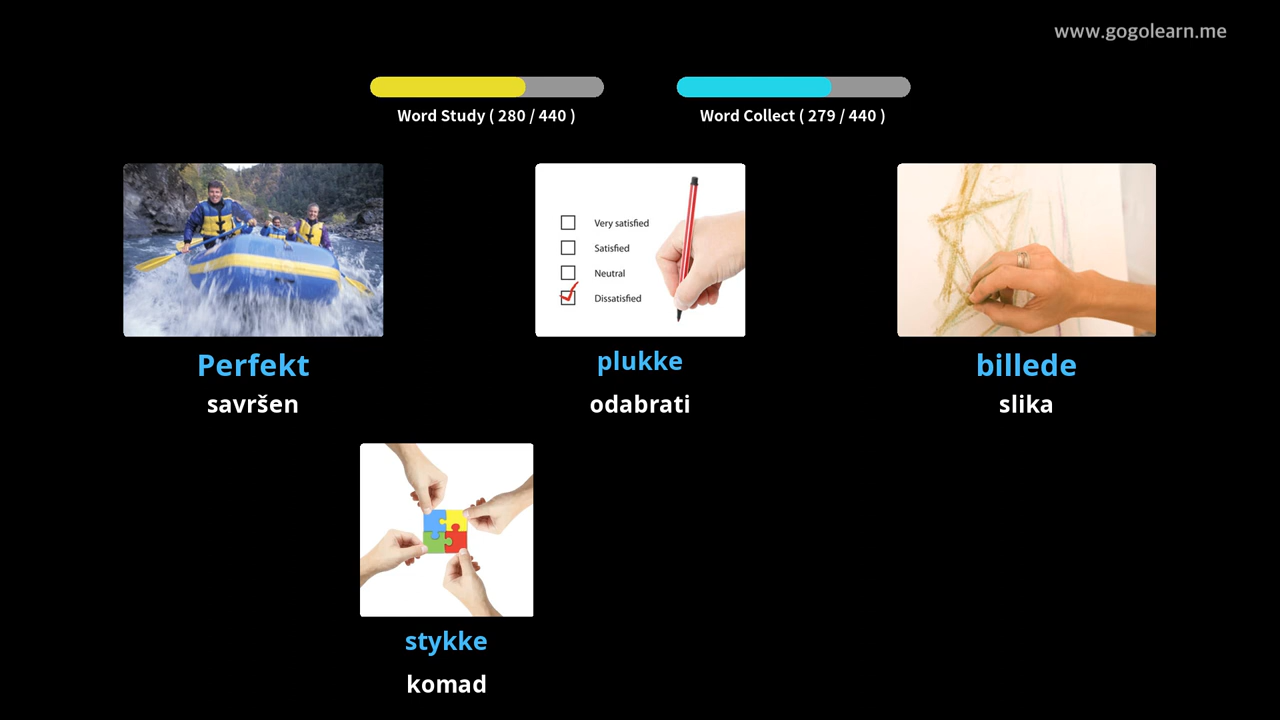 www.gogolearn.me
Word Study ( 280 / 440 )
Word Collect ( 279 / 440 )
Very satisfied
Satisfied
Neutral
Dissatisfied
Perfekt
savršen
plukke
odabrati
billede
slika
stykke
komad